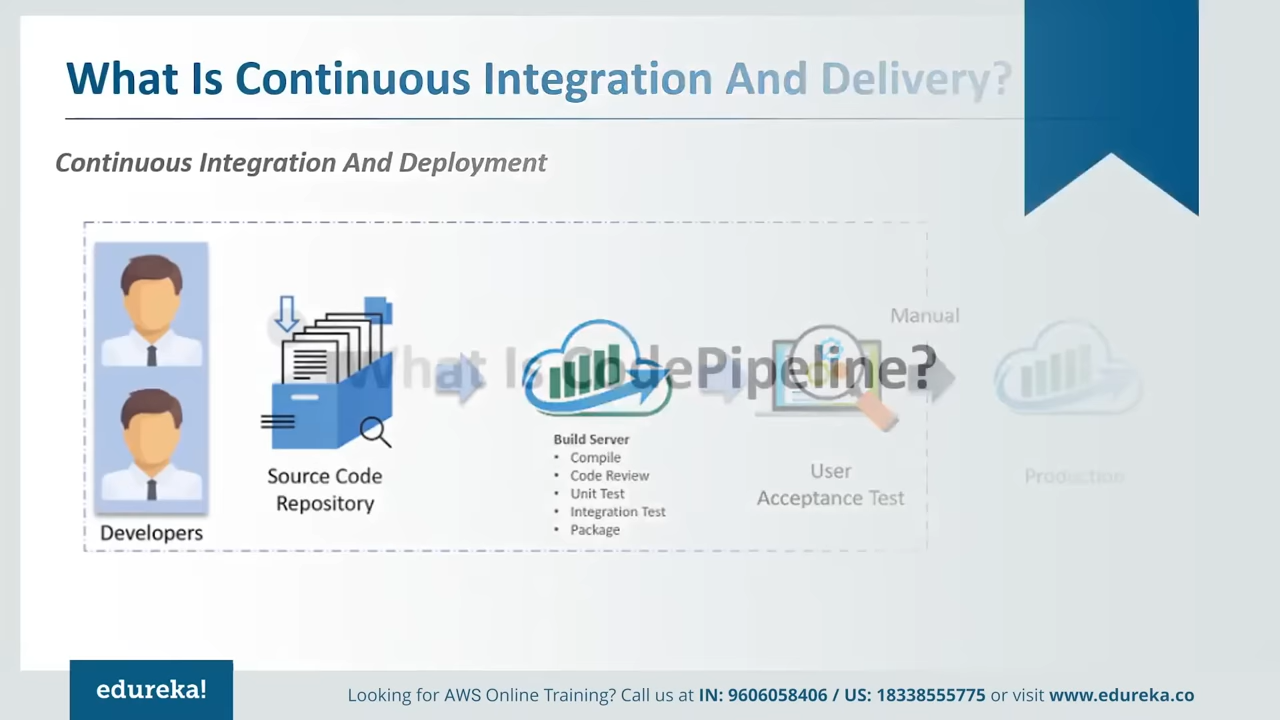 What Is Continuous Integration And Delivery?
Continuous Integration And Deployment
Manual
What Is CodePipeline?
Build Server
• Compile
• Code Review
• Unit Test
• Integration Test
• Package
Source Code
Repository
User
Acceptance Test
Production
Developers
edureka!
Looking for AWS Online Training? Call us at IN: 9606058406 / US: 18338555775 or visit www.edureka.co